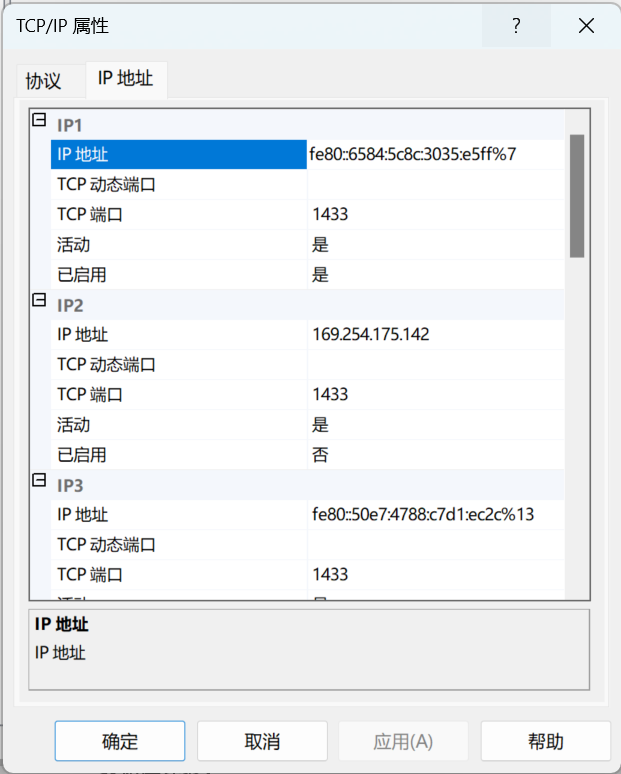 TCP/IP 属性
?
协议 IP 地址
IP1
IP 地址 fe80::6584:5c8c:3035:e5ff%7
TCP 动态端口
TCP 端口 1433
活动 是
已启用 是
IP2
IP 地址 169.254.175.142
TCP 动态端口
TCP 端口 1433
活动 是
已启用 否
IP3
IP 地址 fe80::50e7:4788:c7d1:ec2c%13
TCP 动态端口
TCP 端口 1433
IP 地址
IP 地址
确定 取消 应用(A) 帮助